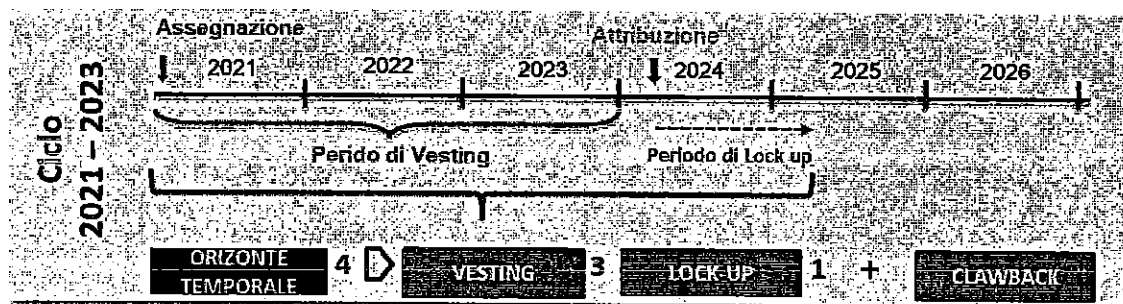 Assegnazione
Attribuzione
2021 2022 2023 2024 2025 2026
Ciclo
2021 – 2023
Perido di Vesting
Periodo di Lock up
ORIZONTE
TEMPORALE
4 VESTING 3 LOCK-UP 1 + CLAWBACK